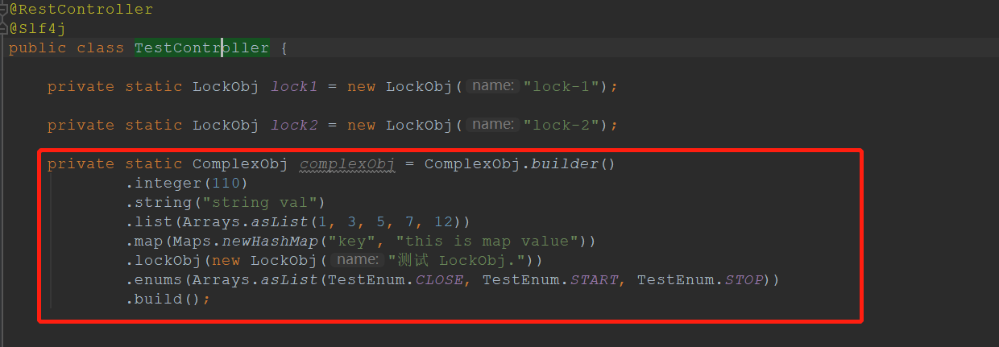 @RestController
@Slf4j
public class TestController {
private static LockObj lock1 = new LockObj( name: "lock-1");
private static LockObj lock2 = new LockObj( name: "lock-2");
private static ComplexObj complexObj = ComplexObj.builder()
.integer(110)
.string("string val")
.list(Arrays.asList(1, 3, 5, 7, 12))
.map(Maps.newHashMap("key", "this is map value"))
.lockObj(new LockObj( name: "测试 LockObj."))
.enums(Arrays.asList(TestEnum.CLOSE, TestEnum.START, TestEnum.STOP))
.build();